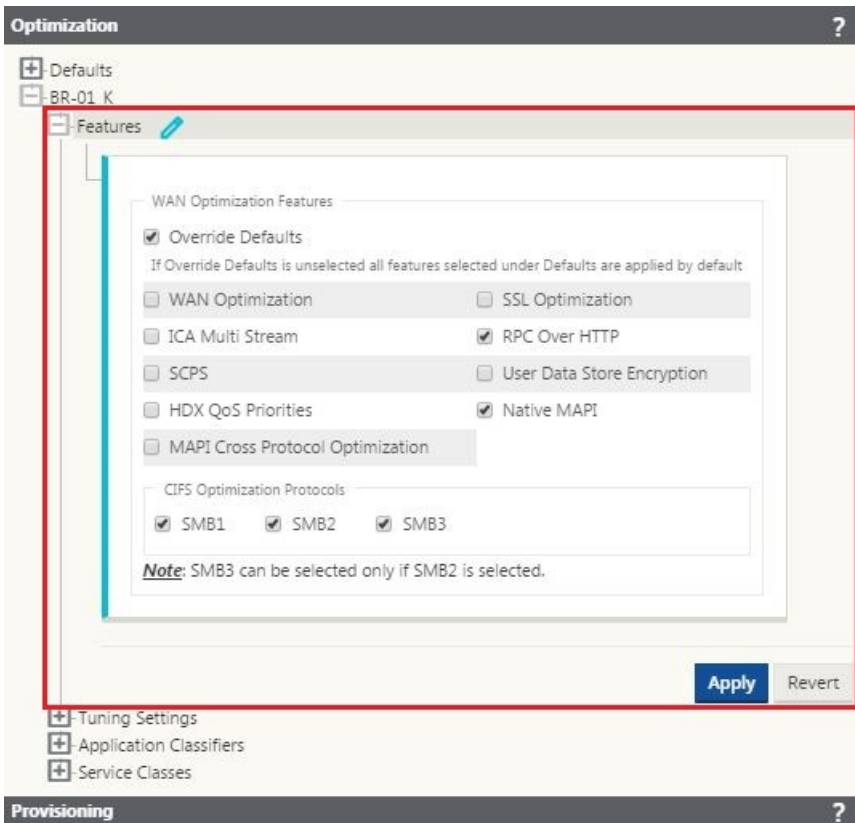 Optimization ?
Defaults
BR-01_K
Features
WAN Optimization Features
Override Defaults
If Override Defaults is unselected all features selected under Defaults are applied by default
WAN Optimization SSL Optimization
ICA Multi Stream RPC Over HTTP
SCPS User Data Store Encryption
HDX QoS Priorities Native MAPI
MAPI Cross Protocol Optimization
CIFS Optimization Protocols
SMB1 SMB2 SMB3
Note: SMB3 can be selected only if SMB2 is selected.
Apply Revert
Tuning Settings
Application Classifiers
Service Classes
Provisioning ?